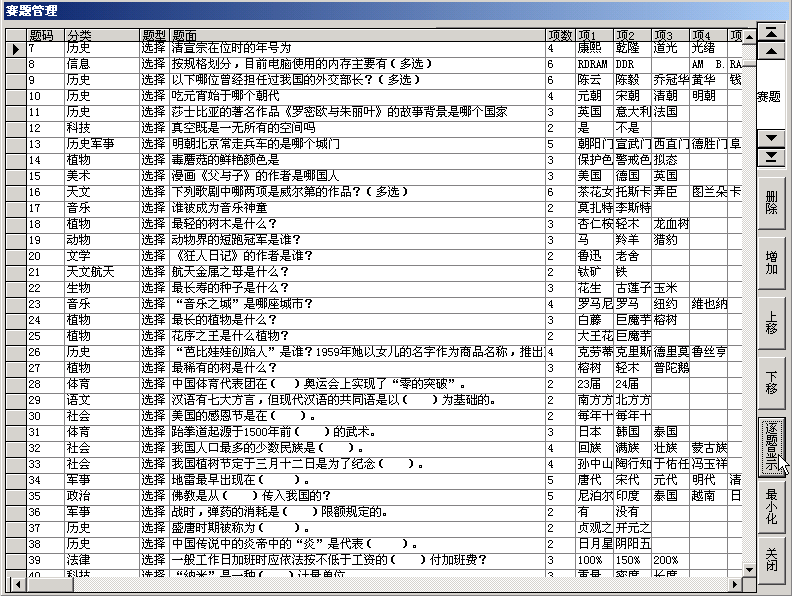 赛题管理
题码 分类 题型 题面 项数 项1 项2 项3 项4 项
7 历史 选择 清宣宗在位时的年号为 4 康熙 乾隆 道光 光绪
8 信息 选择 按规格划分，目前电脑使用的内存主要有(多选) 6 RDRAM DDR AM B. RA
9 历史 选择 以下哪位曾经担任过我国的外交部长？(多选) 6 陈云 陈毅 乔冠华 黄华 钱
10 历史 选择 吃元宵始于哪个朝代 4 元朝 宋朝 清朝 明朝
11 历史 选择 莎士比亚的著名作品《罗密欧与朱丽叶》的故事背景是哪个国家 3 英国 意大利 法国
12 科技 选择 真空既是一无所有的空间吗 2 是 不是
13 历史军事 选择 明朝北京常走兵车的是哪个城门 5 朝阳门 宣武门 西直门 德胜门 阜
14 植物 选择 毒蘑菇的鲜艳颜色是 3 保护色 警戒色 拟态
15 美术 选择 漫画《父与子》的作者是哪国人 3 美国 德国 英国
16 天文 选择 下列歌剧中哪两项是威尔第的作品？(多选) 6 茶花女 托斯卡 弄臣 图兰朵 卡
17 音乐 选择 谁被成为音乐神童 2 莫扎特 李斯特
18 植物 选择 最轻的树木是什么？ 3 杏仁桉 轻木 龙血树
19 动物 选择 动物界的短跑冠军是谁？ 3 马 羚羊 猎豹
20 文学 选择 《狂人日记》的作者是谁？ 2 鲁迅 老舍
21 天文航天 选择 航天金属之母是什么？ 2 钛矿 铁
22 生物 选择 最长寿的种子是什么？ 3 花生 古莲子 玉米
23 音乐 选择 “音乐之城”是哪座城市？ 4 罗马尼 罗马 纽约 维也纳
24 植物 选择 最长的植物是什么？ 3 白藤 巨魔芋 榕树
25 植物 选择 花序之王是什么植物？ 2 大王花 巨魔芋
26 历史 选择 “芭比娃娃创始人”是谁？1959年她以女儿的名字作为商品名称，推出 4 克劳蒂 克里斯 德里莫 鲁丝亨
27 植物 选择 最稀有的树是什么？ 3 榕树 轻木 普陀鹅
28 体育 选择 中国体育代表团在( )奥运会上实现了“零的突破”。 2 23届 24届
29 语文 选择 汉语有七大方言，但现代汉语的共同语是以( )为基础的。 2 南方方 北方方
30 社会 选择 美国的感恩节是在( )。 2 每年十 每年十
31 体育 选择 跆拳道起源于1500年前( )的武术。 3 日本 韩国 泰国
32 社会 选择 我国人口最多的少数民族是( )。 4 回族 满族 壮族 蒙古族
33 社会 选择 我国植树节定于三月十二日是为了纪念( )。 4 孙中山 陶行知 于佑任 冯玉祥
34 军事 选择 地雷最早出现在( )。 5 唐代 宋代 元代 明代 清
35 政治 选择 佛教是从( )传入我国的？ 5 尼泊尔 印度 泰国 越南 日
36 军事 选择 战时，弹药的消耗是( )限额规定的。 2 有 没有
37 历史 选择 盛唐时期被称为( )。 2 贞观之 开元之
38 历史 选择 中国传说中的炎帝中的“炎”是代表( )。 2 日月星 阴阳五
39 法律 选择 一般工作日加班时应依法按不低于工资的( )付加班费？ 3 100% 150% 200%
40 科技 选择 “纳米”是一种( )计量单位 3 重量 密度 长度
赛题
删除
增加
上移
下移
逐题显示
最小化
关闭